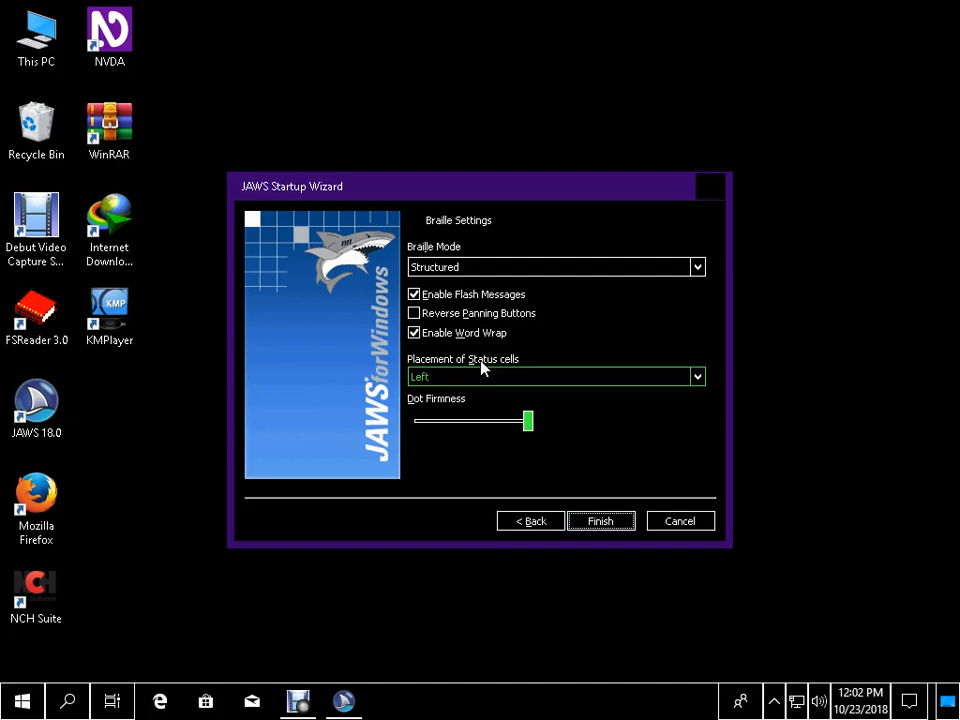 This PC
NVDA
Recycle Bin
WinRAR
Debut Video
Capture S...
Internet
Downlo...
FSReader 3.0
KMP
KMPlayer
JAWS 18.0
Mozilla
Firefox
NCH
NCH Suite
JAWS Startup Wizard
JAWS® for Windows
Braille Settings
Braille Mode
Structured
Enable Flash Messages
Reverse Panning Buttons
Enable Word Wrap
Placement of Status cells
Left
Dot Firmness
< Back
Finish
Cancel
12:02 PM
10/23/2018